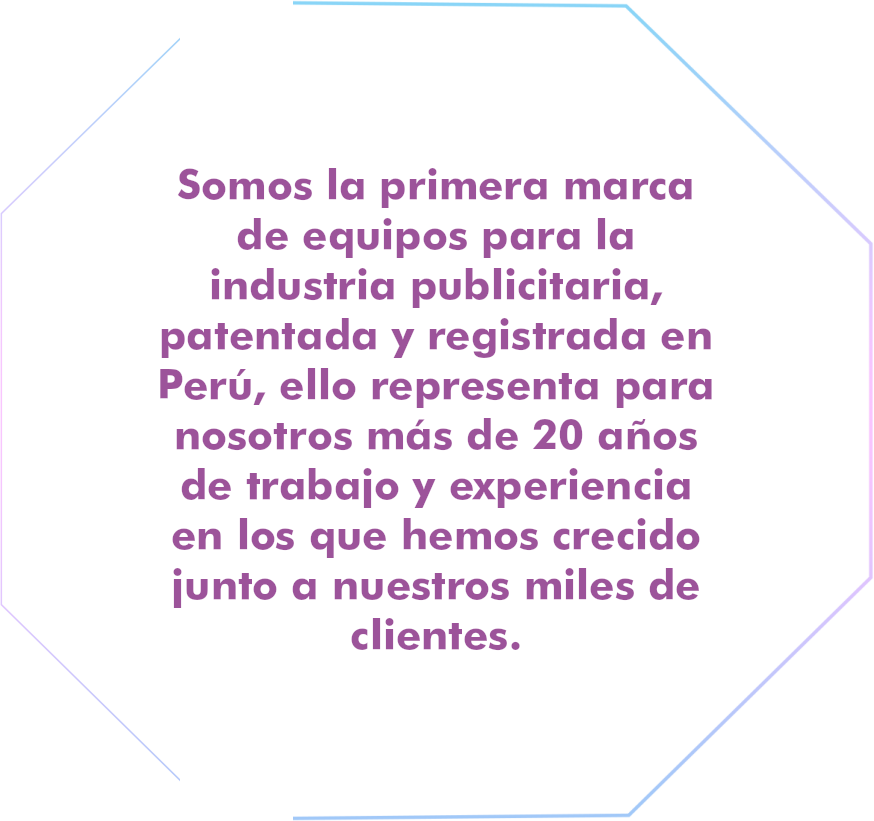 Somos la primera marca
de equipos para la
industria publicitaria,
patentada y registrada en
Perú, ello representa para
nosotros más de 20 años
de trabajo y experiencia
en los que hemos crecido
junto a nuestros miles de
clientes.